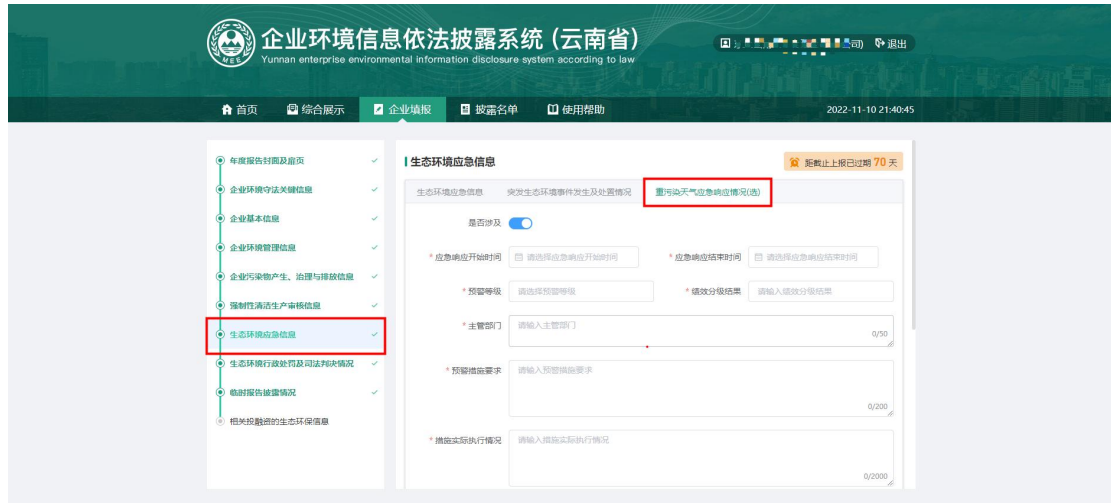 企业环境信息依法披露系统 (云南省)
Yunnan enterprise environmental information disclosure system according to law
MEE
司) 退出
首页 综合展示 企业填报 披露名单 使用帮助 2022-11-10 21:40:45
年度报告封面及扉页
企业环境守法关键信息
企业基本信息
企业环境管理信息
企业污染物产生、治理与排放信息
强制性清洁生产审核信息
生态环境应急信息
生态环境行政处罚及司法判决情况
临时报告披露情况
相关投融资的生态环保信息
生态环境应急信息 距截止上报已过期 70 天
生态环境应急信息 突发生态环境事件发生及处置情况 重污染天气应急响应情况(选)
是否涉及
* 应急响应开始时间 请选择应急响应开始时间 * 应急响应结束时间 请选择应急响应结束时间
* 预警等级 请选择预警等级 * 绩效分级结果 请输入绩效分级结果
* 主管部门 请输入主管部门
0/50
* 预警措施要求 请输入预警措施要求
0/200
* 措施实际执行情况 请输入措施实际执行情况
0/2000